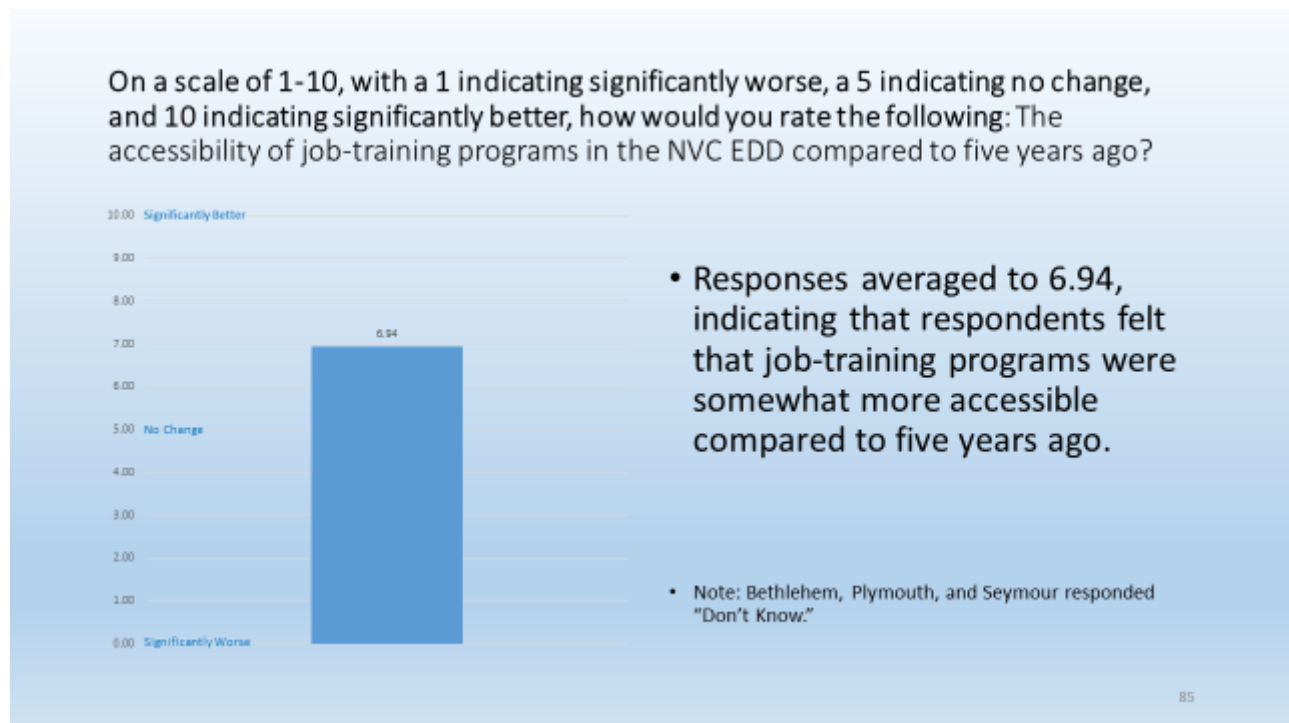 On a scale of 1-10, with a 1 indicating significantly worse, a 5 indicating no change,
and 10 indicating significantly better, how would you rate the following: The
accessibility of job-training programs in the NVC EDD compared to five years ago?
10.00 Significantly Better
9.00
8.00
7.00
6.94
6.00
5.00 No Change
4.00
3.00
2.00
1.00
0.00 Significantly Worse
• Responses averaged to 6.94,
indicating that respondents felt
that job-training programs were
somewhat more accessible
compared to five years ago.
• Note: Bethlehem, Plymouth, and Seymour responded
"Don't Know."
85